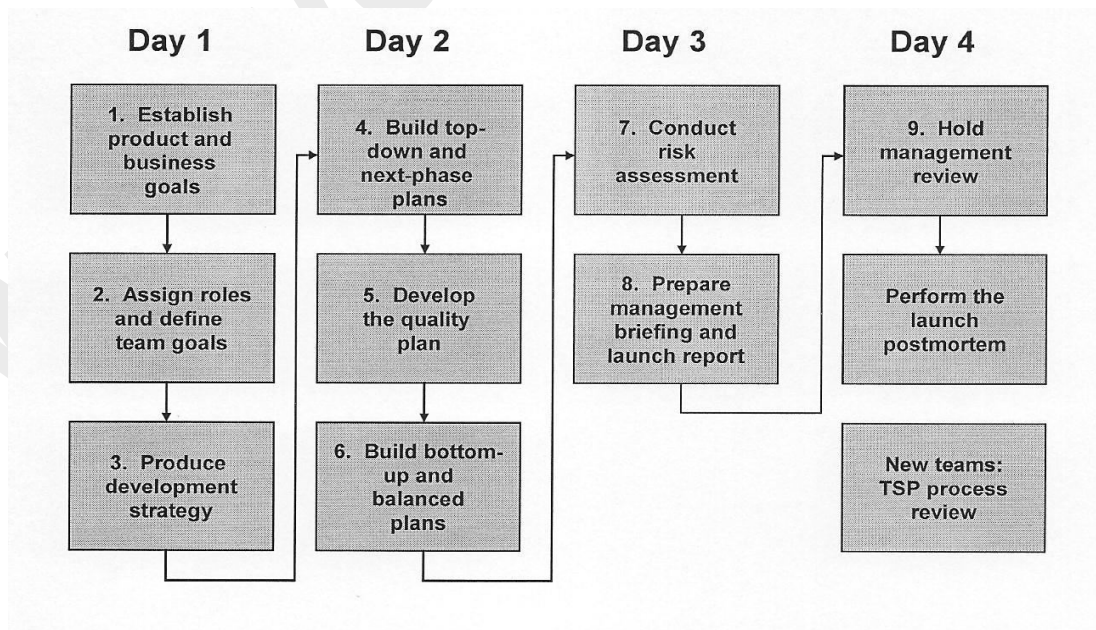 Day 1
1. Establish
product and
business
goals
2. Assign roles
and define
team goals
3. Produce
development
strategy
Day 2
4. Build top-
down and
next-phase
plans
5. Develop
the quality
plan
6. Build bottom-
up and
balanced
plans
Day 3
7. Conduct
risk
assessment
8. Prepare
management
briefing and
launch report
Day 4
9. Hold
management
review
Perform the
launch
postmortem
New teams:
TSP process
review